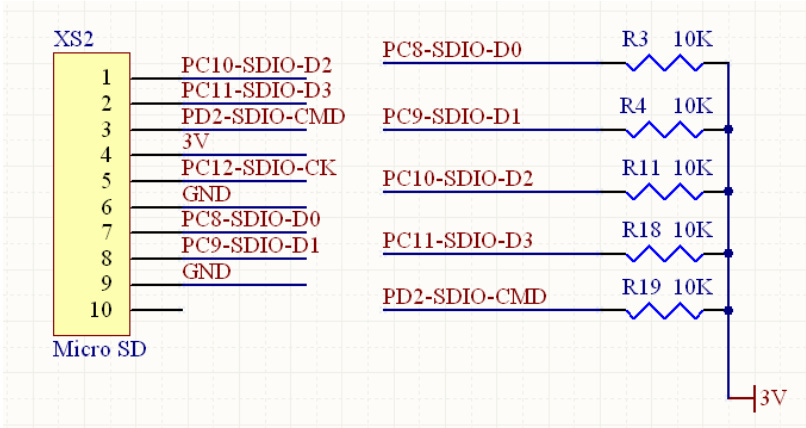 XS2
1 PC10-SDIO-D2
2 PC11-SDIO-D3
3 PD2-SDIO-CMD
4 3V
5 PC12-SDIO-CK
6 GND
7 PC8-SDIO-D0
8 PC9-SDIO-D1
9 GND
10
Micro SD
PC8-SDIO-D0 R3 10K
PC9-SDIO-D1 R4 10K
PC10-SDIO-D2 R11 10K
PC11-SDIO-D3 R18 10K
PD2-SDIO-CMD R19 10K
3V